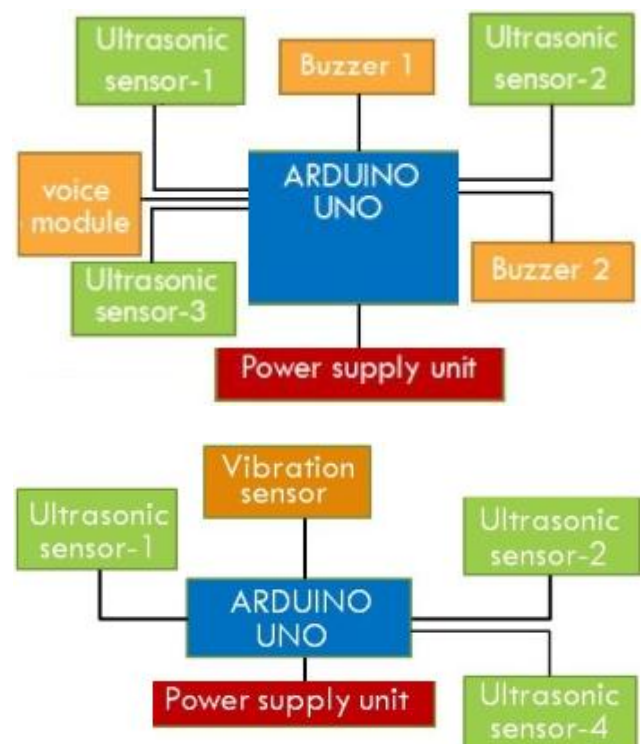 Ultrasonic
sensor-1
Buzzer 1
Ultrasonic
sensor-2
ARDUINO
UNO
voice
module
Ultrasonic
sensor-3
Buzzer 2
Power supply unit
Vibration
sensor
Ultrasonic
sensor-1
Ultrasonic
sensor-2
ARDUINO
UNO
Power supply unit
Ultrasonic
sensor-4